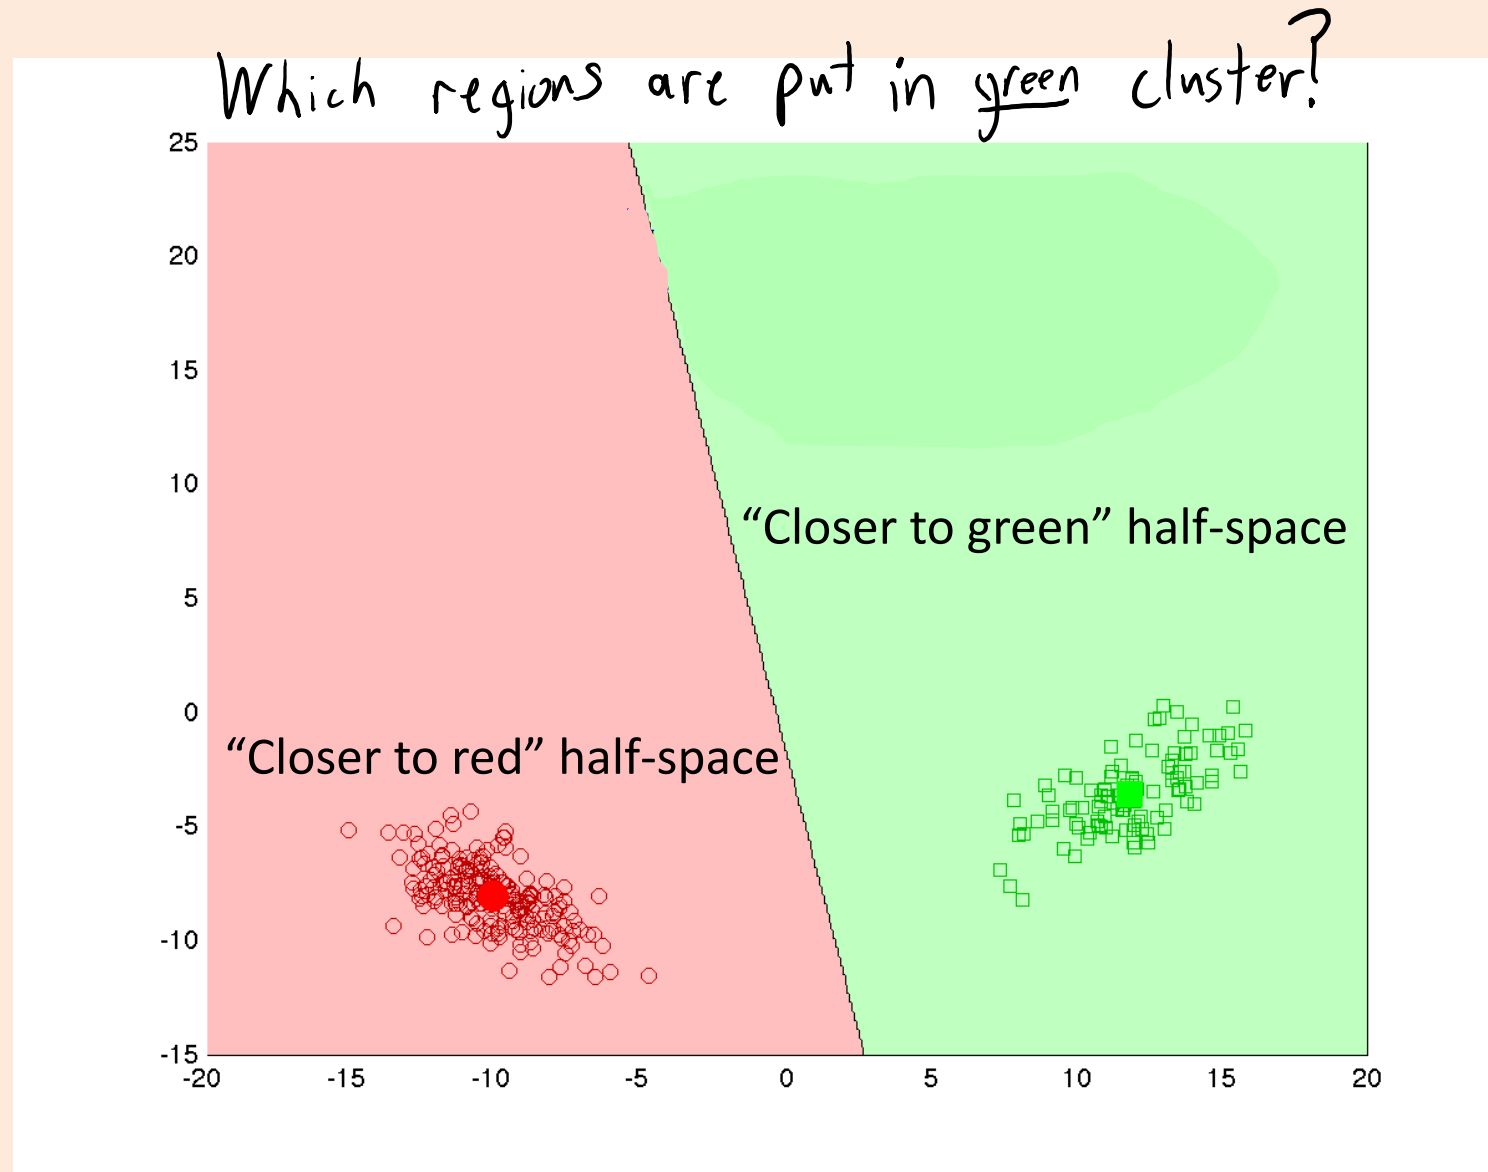 Which regions are put in green cluster?
25
20
15
10
“Closer to green” half-space
5
0
“Closer to red” half-space
-5
-10
-15
-20 -15 -10 -5 0 5 10 15 20